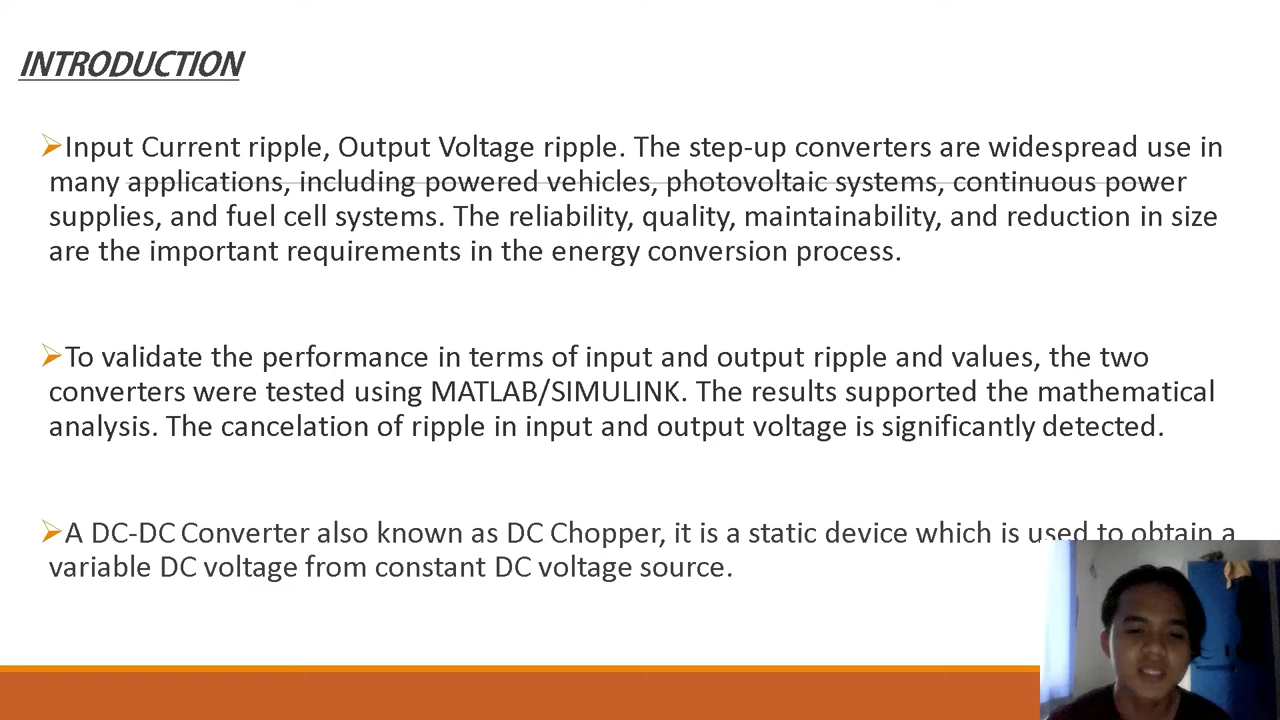 INTRODUCTION
Input Current ripple, Output Voltage ripple. The step-up converters are widespread use in
many applications, including powered vehicles, photovoltaic systems, continuous power
supplies, and fuel cell systems. The reliability, quality, maintainability, and reduction in size
are the important requirements in the energy conversion process.
To validate the performance in terms of input and output ripple and values, the two
converters were tested using MATLAB/SIMULINK. The results supported the mathematical
analysis. The cancelation of ripple in input and output voltage is significantly detected.
A DC-DC Converter also known as DC Chopper, it is a static device which is used to obtain a
variable DC voltage from constant DC voltage source.